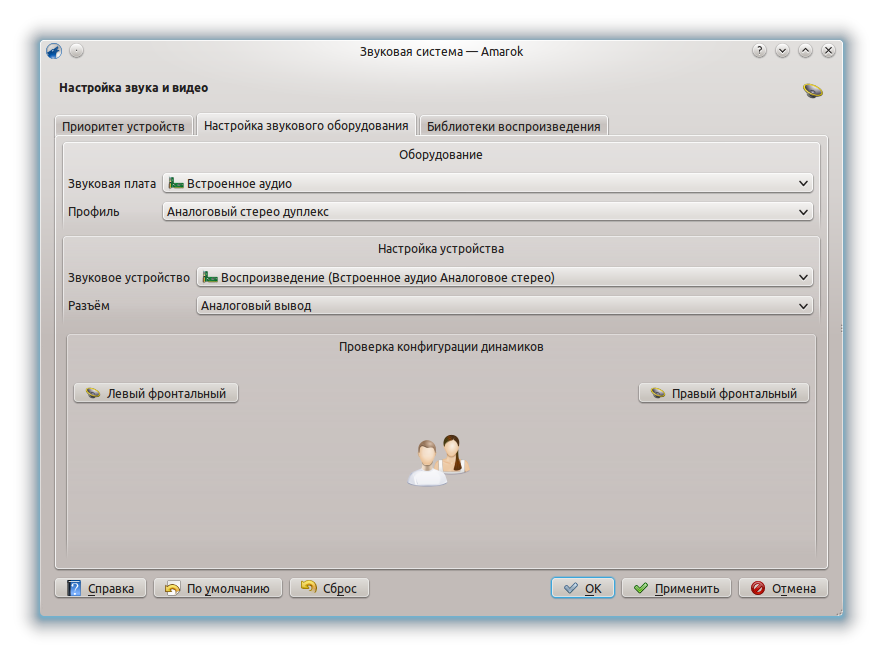 Звуковая система — Amarok
Настройка звука и видео
Приоритет устройств
Настройка звукового оборудования
Библиотеки воспроизведения
Оборудование
Звуковая плата Встроенное аудио
Профиль Аналоговый стерео дуплекс
Настройка устройства
Звуковое устройство Воспроизведение (Встроенное аудио Аналоговое стерео)
Разъём Аналоговый вывод
Проверка конфигурации динамиков
Левый фронтальный
Правый фронтальный
Справка
По умолчанию
Сброс
OK
Применить
Отмена